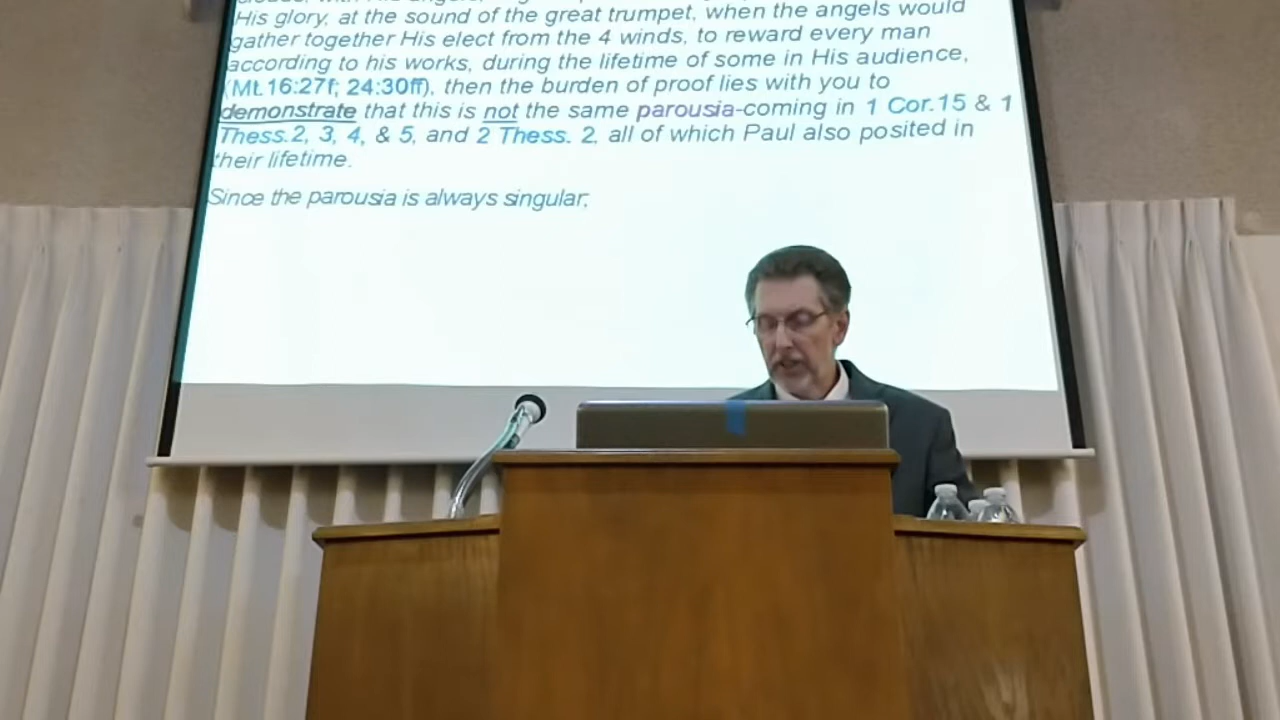 His glory, at the sound of the great trumpet, when the angels would
gather together His elect from the 4 winds, to reward every man
according to his works, during the lifetime of some in His audience,
(Mt.16:27f; 24:30ff), then the burden of proof lies with you to
demonstrate that this is not the same parousia-coming in 1 Cor.15 & 1
Thess.2, 3, 4, & 5, and 2 Thess. 2, all of which Paul also posited in
their lifetime.
Since the parousia is always singular;